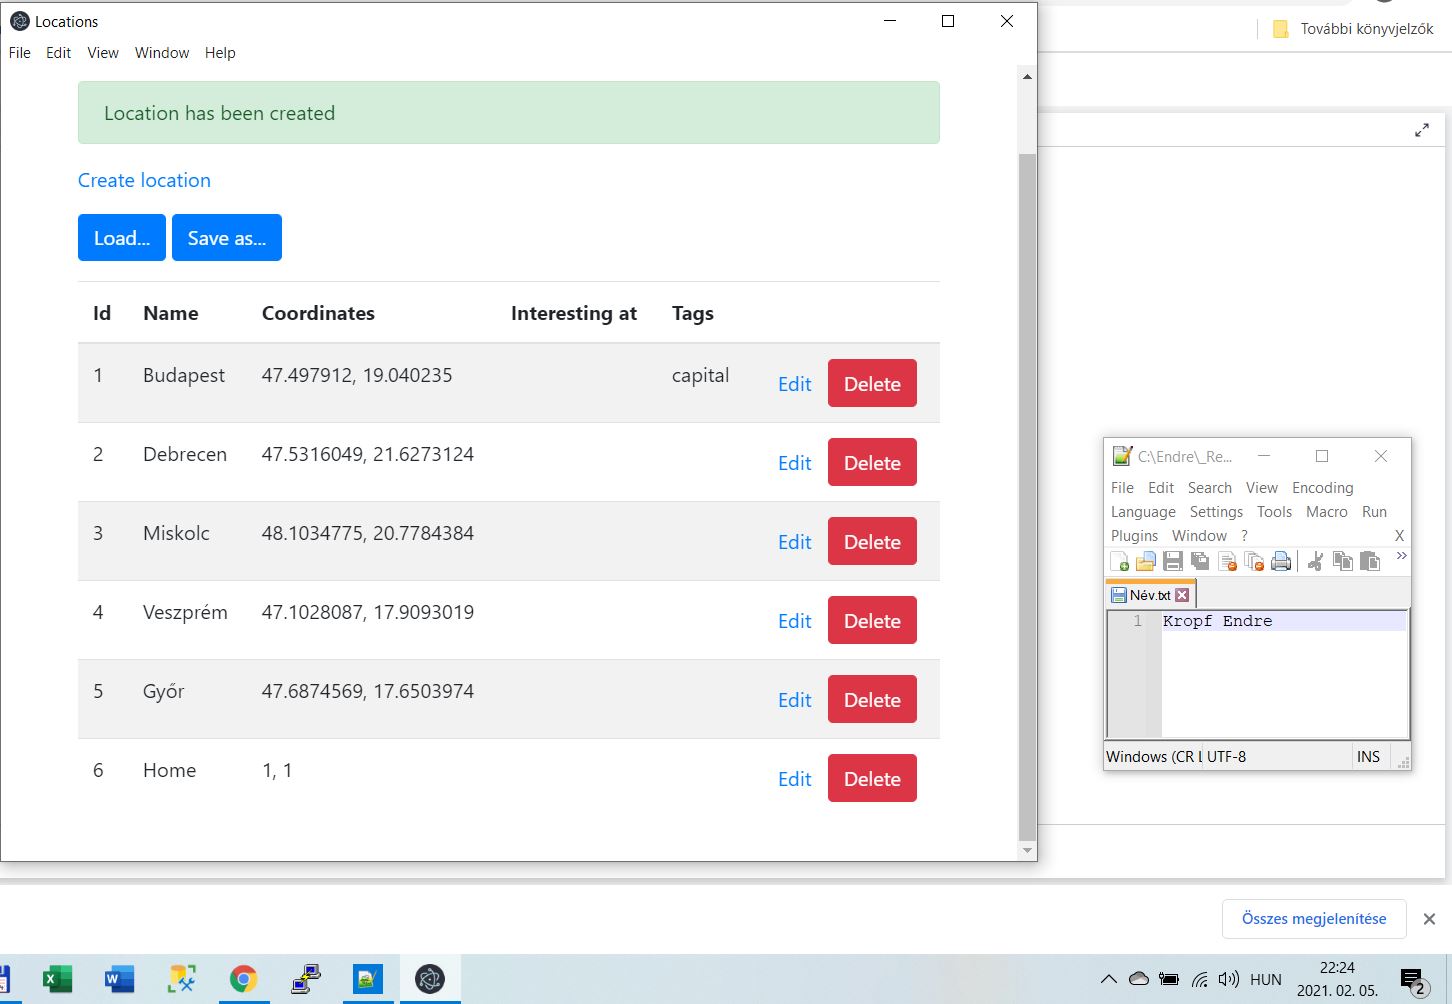 Locations
File Edit View Window Help
Location has been created
Create location
Load... Save as...
Id Name Coordinates Interesting at Tags
1 Budapest 47.497912, 19.040235 capital Edit Delete
2 Debrecen 47.5316049, 21.6273124 Edit Delete
3 Miskolc 48.1034775, 20.7784384 Edit Delete
4 Veszprém 47.1028087, 17.9093019 Edit Delete
5 Győr 47.6874569, 17.6503974 Edit Delete
6 Home 1, 1 Edit Delete
További könyvjelzők
C:\Endre\_Re...
File Edit Search View Encoding
Language Settings Tools Macro Run
Plugins Window ? X
Név.txt
1 Kropf Endre
Windows (CR L UTF-8 INS
Összes megjelenítése
HUN
22:24
2021. 02. 05.
2